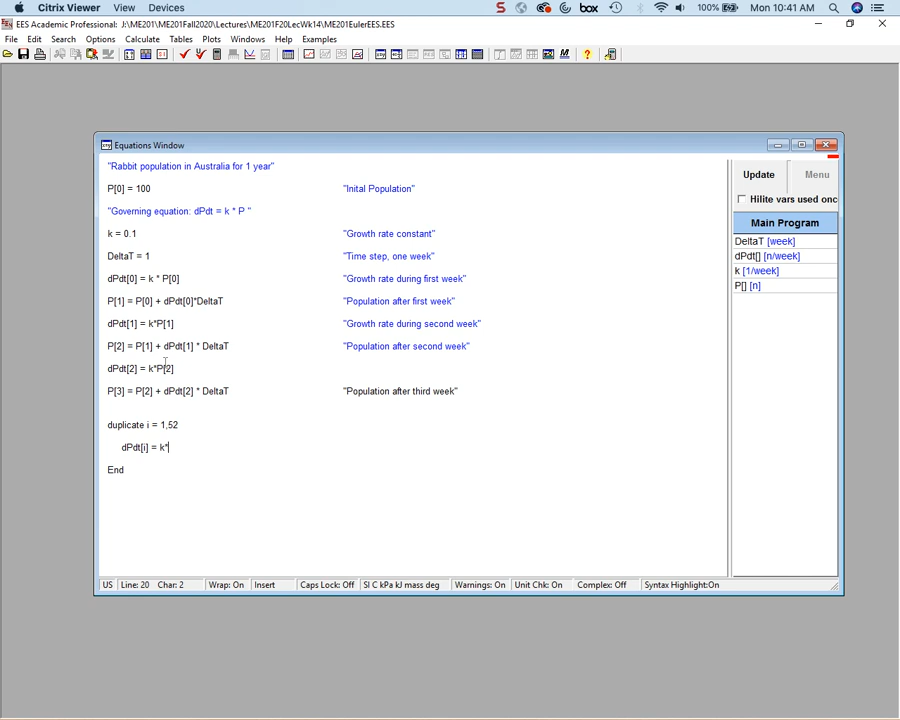 Citrix Viewer View Devices 100% Mon 10:41 AM
EES Academic Professional: J:\ME201\ME201Fall2020\Lectures\ME201F20LecWk14\ME201EulerEES.EES
File Edit Search Options Calculate Tables Plots Windows Help Examples
Equations Window
"Rabbit population in Australia for 1 year"
P[0] = 100 "Inital Population"
"Governing equation: dPdt = k * P "
k = 0.1 "Growth rate constant"
DeltaT = 1 "Time step, one week"
dPdt[0] = k * P[0] "Growth rate during first week"
P[1] = P[0] + dPdt[0]*DeltaT "Population after first week"
dPdt[1] = k*P[1] "Growth rate during second week"
P[2] = P[1] + dPdt[1] * DeltaT "Population after second week"
dPdt[2] = k*P[2]
P[3] = P[2] + dPdt[2] * DeltaT "Population after third week"
duplicate i = 1,52
dPdt[i] = k*
End
Update Menu
Hilite vars used onc
Main Program
DeltaT [week]
dPdt[] [n/week]
k [1/week]
P[] [n]
US Line: 20 Char: 2 Wrap: On Insert Caps Lock: Off SI C kPa kJ mass deg Warnings: On Unit Chk: On Complex: Off Syntax Highlight:On
box